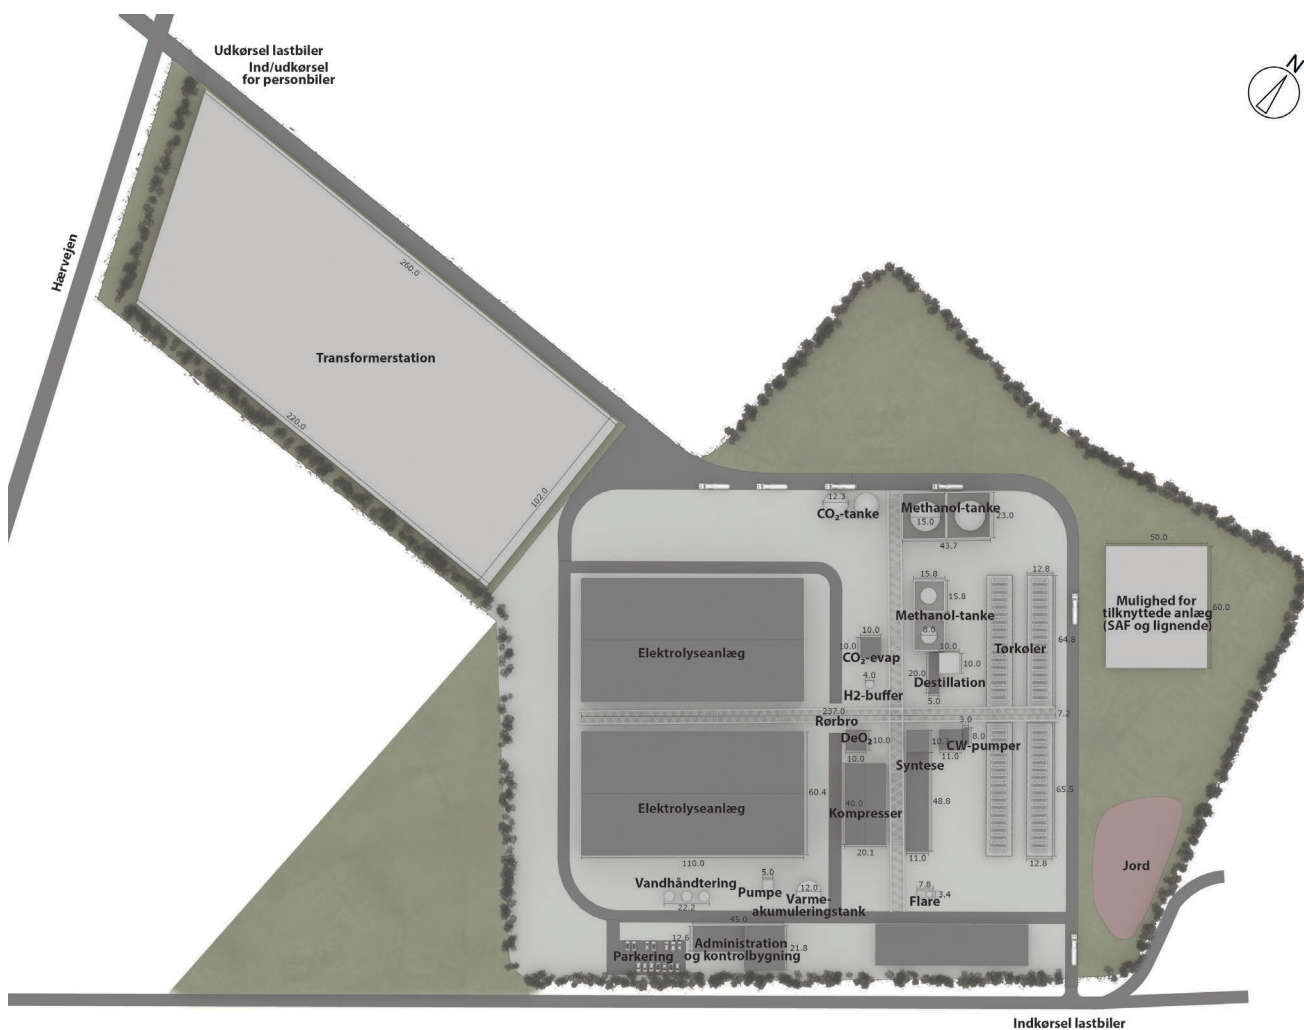 Udkørsel lastbiler
Ind/udkørsel
for personbiler
N
Hærvejen
260.0
Transformerstation
220.0
102.0
12.3
CO₂-tanke
Methanol-tanke
15.0
23.0
43.7
50.0
15.8
12.8
15.8
Methanol-tanke
Mulighed for
tilknyttede anlæg
(SAF og lignende)
60.0
8.0
10.0
10.0
CO₂-evap
64.8
Elektrolyseanlæg
Tørkøler
10.0
10.0
20.0
Destillation
4.0
H2-buffer
5.0
237.0
7.2
Rørbro
3.0
8.0
DeO₂
10.0
10.2
CW-pumper
11.0
Syntese
10.0
60.4
65.5
Elektrolyseanlæg
40.0
48.8
Kompresser
20.1
11.0
110.0
12.8
Jord
Vandhåndtering
5.0
Pumpe
12.0
7.8
3.4
22.2
Varme-
akumuleringstank
Flare
45.0
12.6
Administration
og kontrolbygning
21.8
Parkering
Indkørsel lastbiler